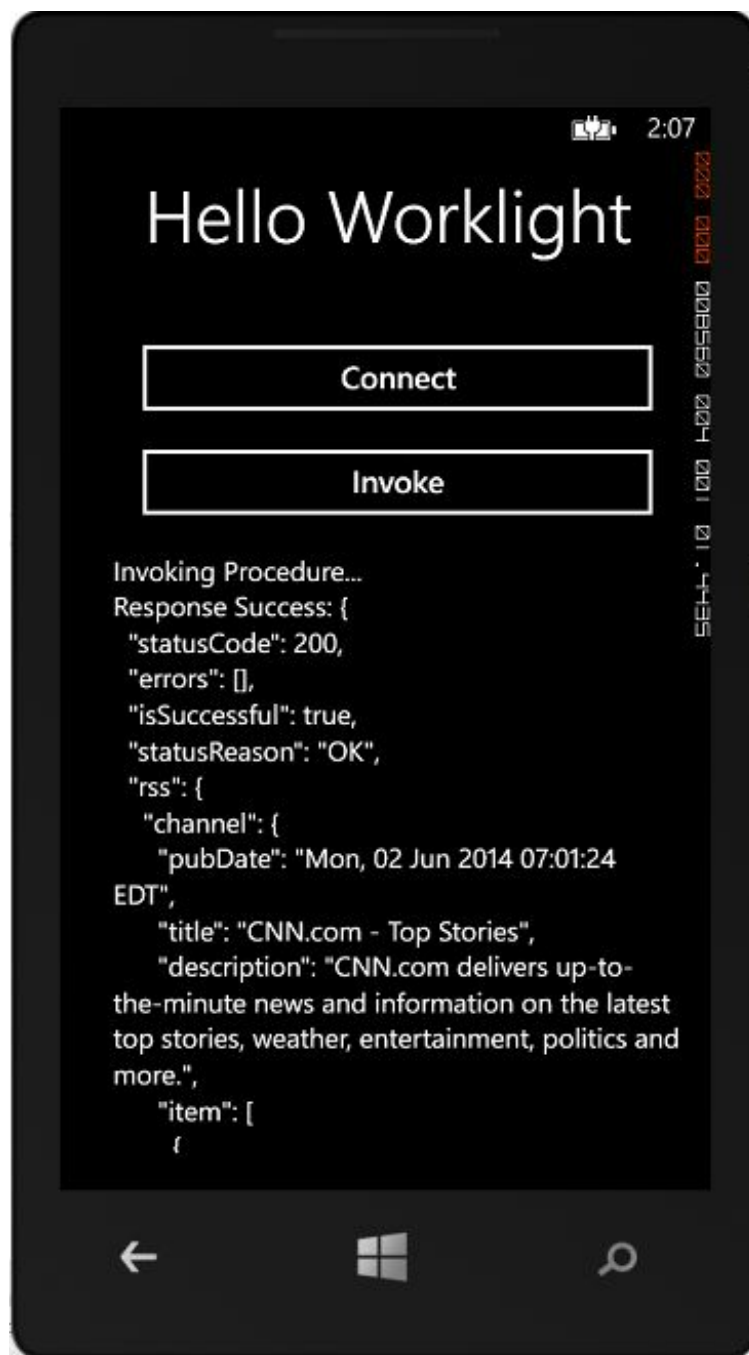 2:07
Hello Worklight
Connect
Invoke
Invoking Procedure...
Response Success: {
"statusCode": 200,
"errors": [],
"isSuccessful": true,
"statusReason": "OK",
"rss": {
"channel": {
"pubDate": "Mon, 02 Jun 2014 07:01:24
EDT",
"title": "CNN.com - Top Stories",
"description": "CNN.com delivers up-to-
the-minute news and information on the latest
top stories, weather, entertainment, politics and
more.",
"item": [
{